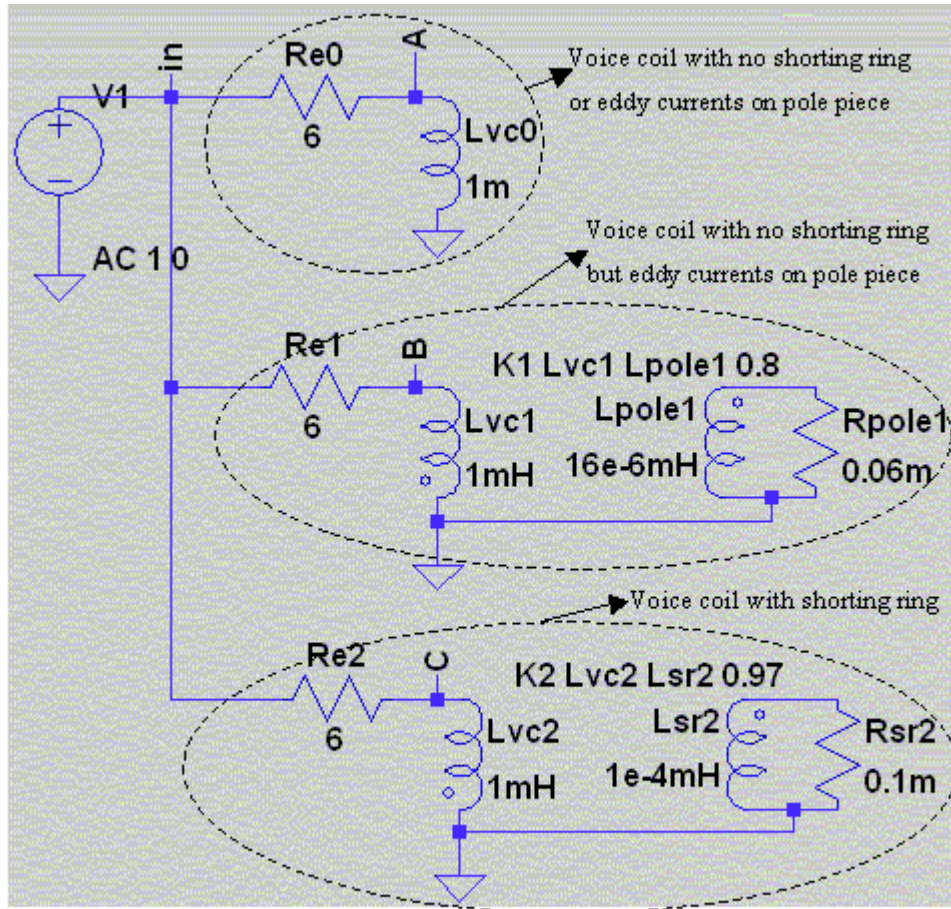 in
V1
AC 1 0
Re0
6
A
Lvc0
1m
Voice coil with no shorting ring
or eddy currents on pole piece
Voice coil with no shorting ring
but eddy currents on pole piece
Re1
6
B
Lvc1
1mH
K1 Lvc1 Lpole1 0.8
Lpole1
16e-6mH
Rpole1
0.06m
Voice coil with shorting ring
Re2
6
C
Lvc2
1mH
K2 Lvc2 Lsr2 0.97
Lsr2
1e-4mH
Rsr2
0.1m